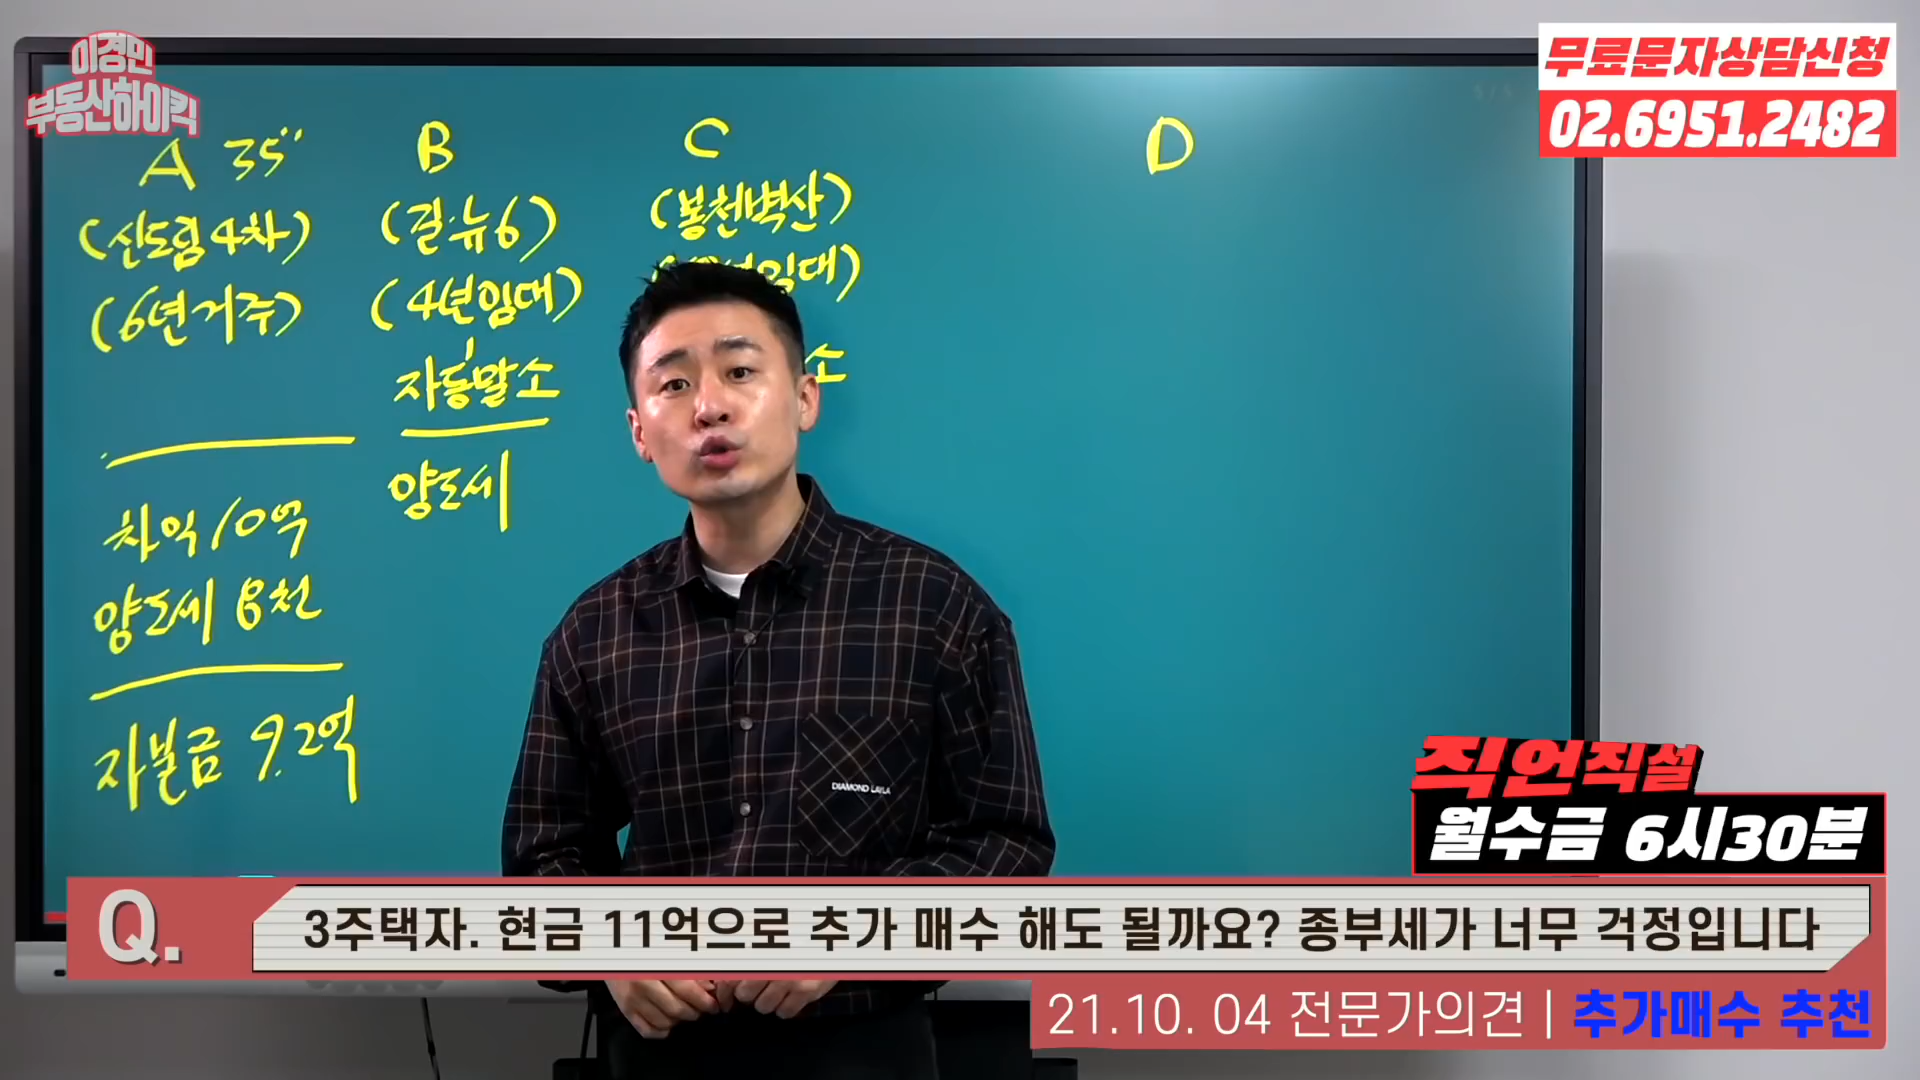 이경민
부동산하이킥
무료문자상담신청
02.6951.2482
A 35''
(신도림4차)
(6년거주)
차익 10억
양도세 8천
자본금 9.2억
B
(길.뉴6)
(4년임대)
자동말소
양도세
C
(봉천벽산)
임대)
소
D
DIAMOND LAYLA
직언직설
월수금 6시30분
Q.
3주택자. 현금 11억으로 추가 매수 해도 될까요? 종부세가 너무 걱정입니다
21.10. 04 전문가의견 | 추가매수 추천